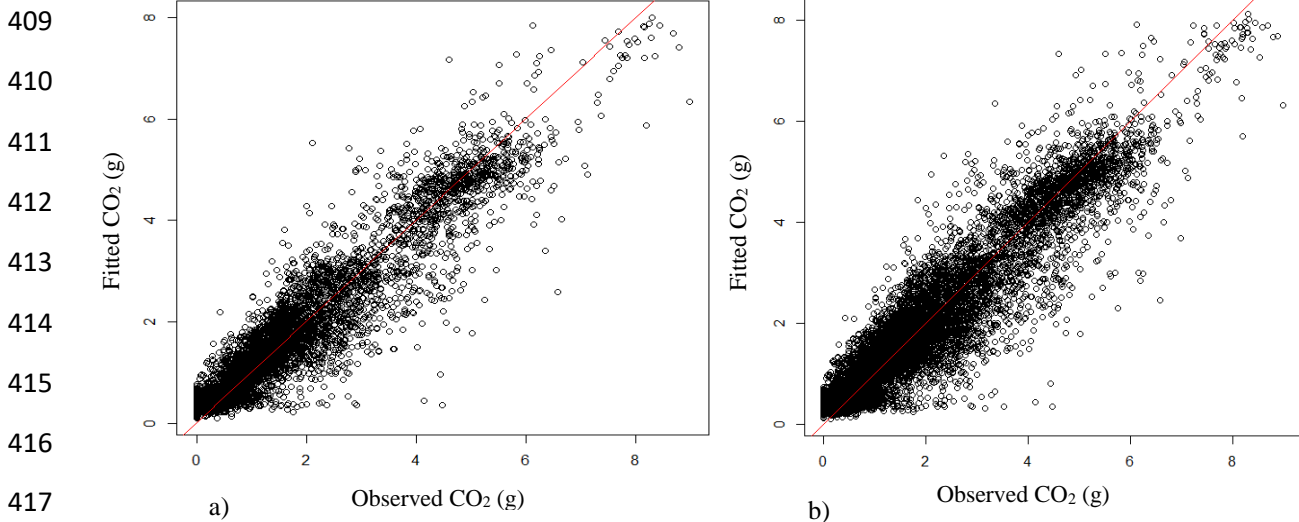 409
410
411
412
413
414
415
416
417
8
6
4
2
0
Fitted CO₂ (g)
0 2 4 6 8
Observed CO₂ (g)
a)
8
6
4
2
0
Fitted CO₂ (g)
0 2 4 6 8
Observed CO₂ (g)
b)